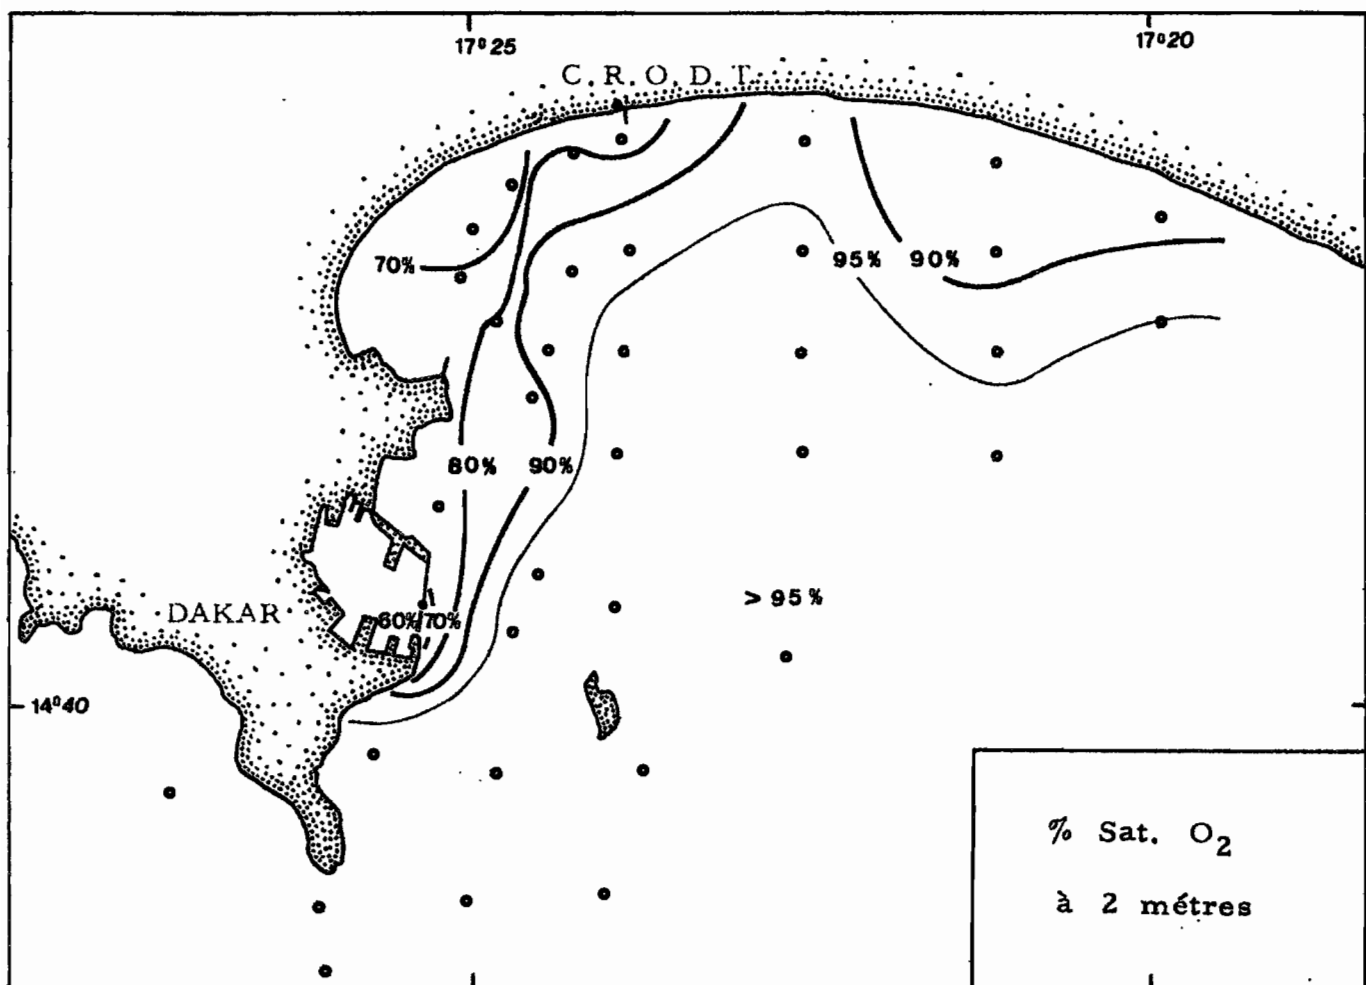 17°25
17°20
C.R.O.D.T.
70%
95%
90%
80%
90%
> 95%
DAKAR
60%
70%
14°40
% Sat. O₂
à 2 métres